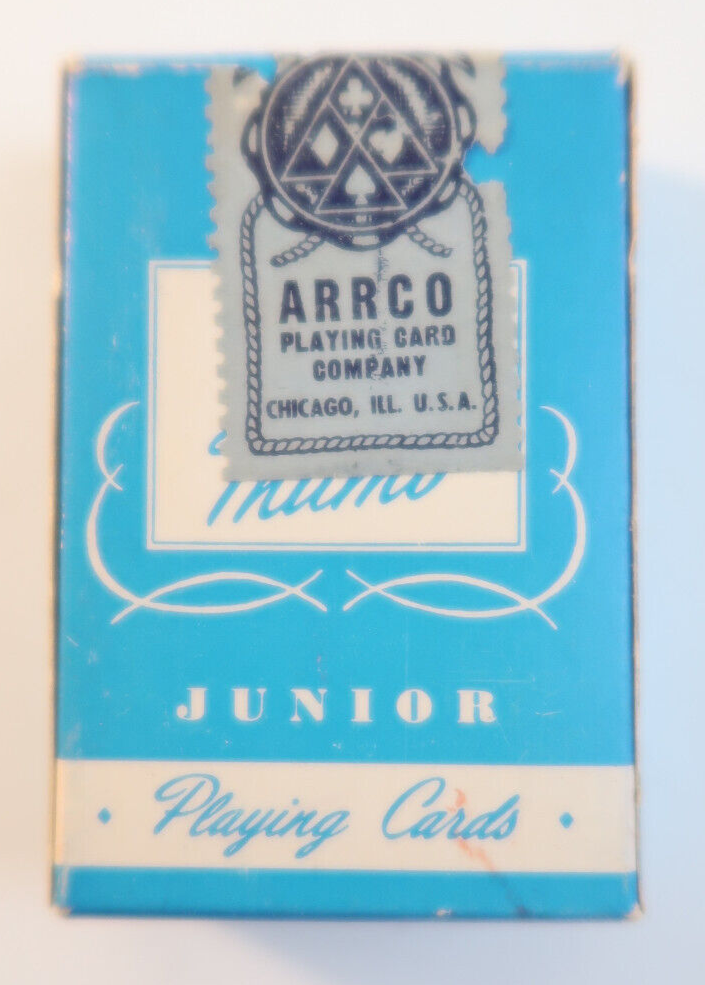 ARRCO
PLAYING CARD
COMPANY
CHICAGO, ILL. U.S.A.
JUNIOR
• Playing Cards •